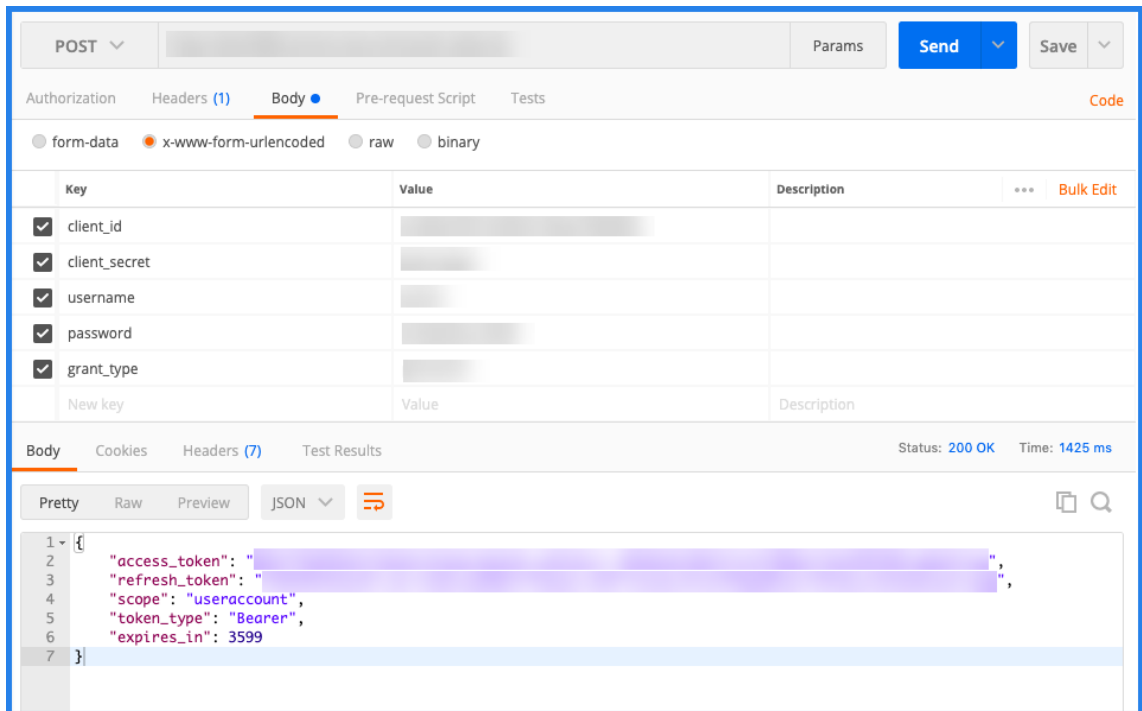 POST Params Send Save
Authorization Headers (1) Body Pre-request Script Tests Code
form-data x-www-form-urlencoded raw binary
Key Value Description Bulk Edit
client_id
client_secret
username
password
grant_type
New key Value Description
Body Cookies Headers (7) Test Results Status: 200 OK Time: 1425 ms
Pretty Raw Preview JSON
1 {
2 "access_token": "",
3 "refresh_token": "",
4 "scope": "useraccount",
5 "token_type": "Bearer",
6 "expires_in": 3599
7 }